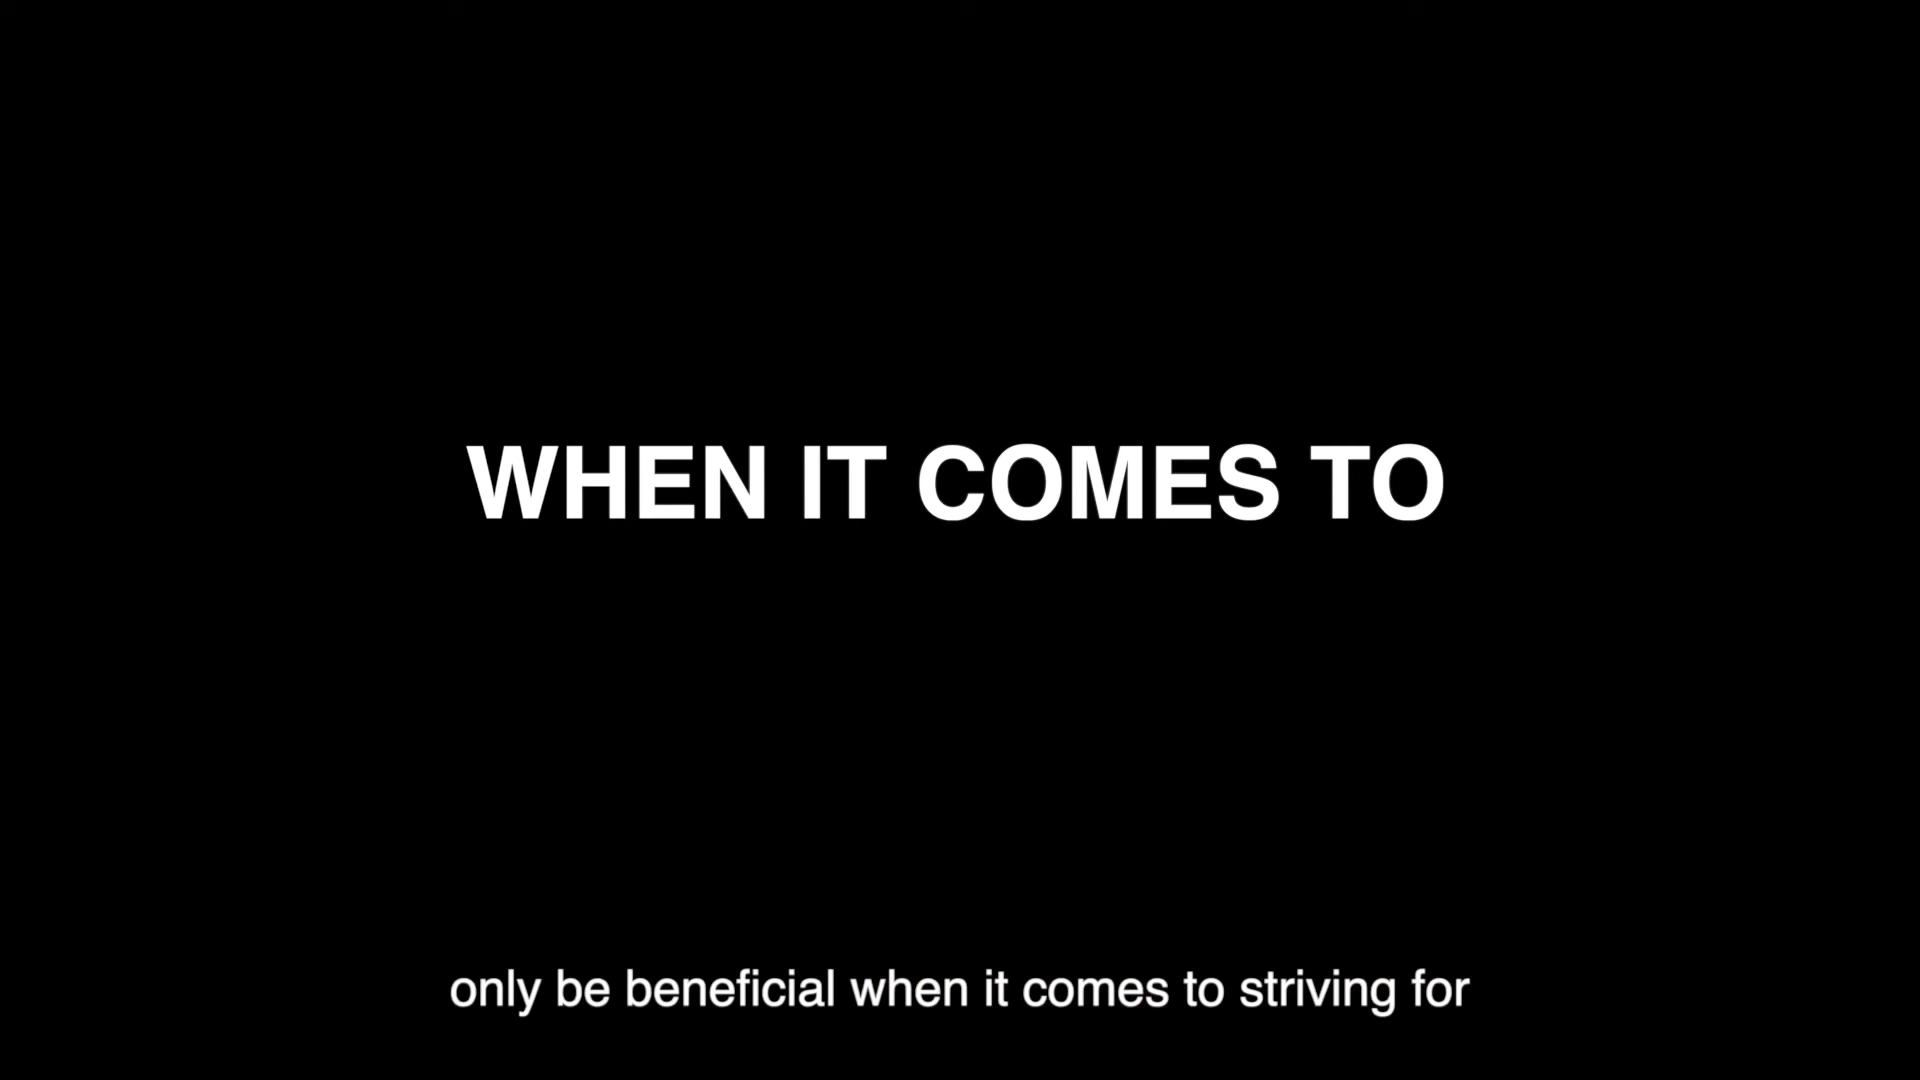 WHEN IT COMES TO
only be beneficial when it comes to striving for